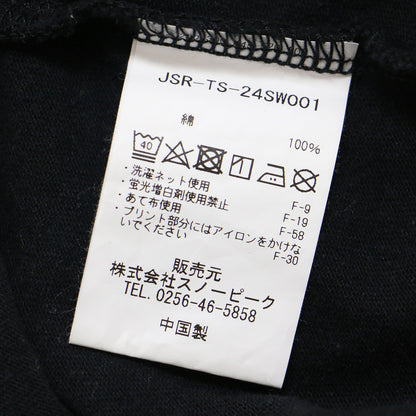 JSR-TS-24SW001
綿 100%
40
・洗濯ネット使用 F-9
・蛍光増白剤使用禁止 F-19
・あて布使用 F-58
・プリント部分にはアイロンをかけな
いでください F-30
販売元
株式会社スノーピーク
TEL. 0256-46-5858
中国製